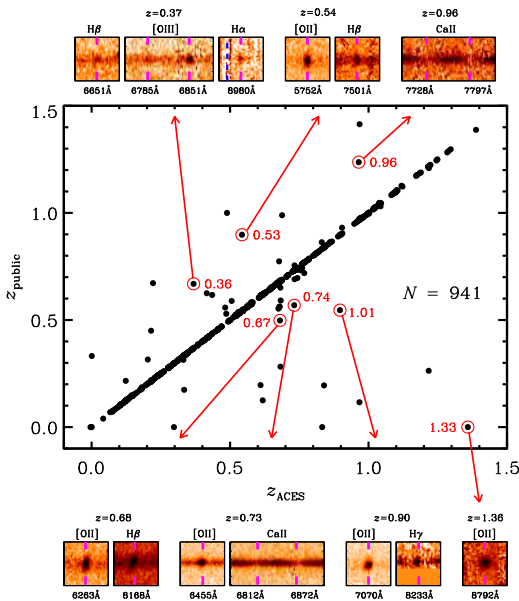 z=0.37 z=0.54 z=0.96
Hβ [OIII] Hα [OII] Hβ CaII
6651Å 6785Å 6851Å 8980Å 5752Å 7501Å 7728Å 7797Å
1.5
1.0
0.5
0.0
z_public
0.96
0.53
0.36
0.74
0.67
1.01
N = 941
1.33
0.0 0.5 1.0 1.5
z_ACES
z=0.68 z=0.73 z=0.90 z=1.36
[OII] Hβ [OII] CaII [OII] Hγ [OII]
6263Å 8168Å 6455Å 6812Å 6872Å 7070Å 8233Å 8792Å